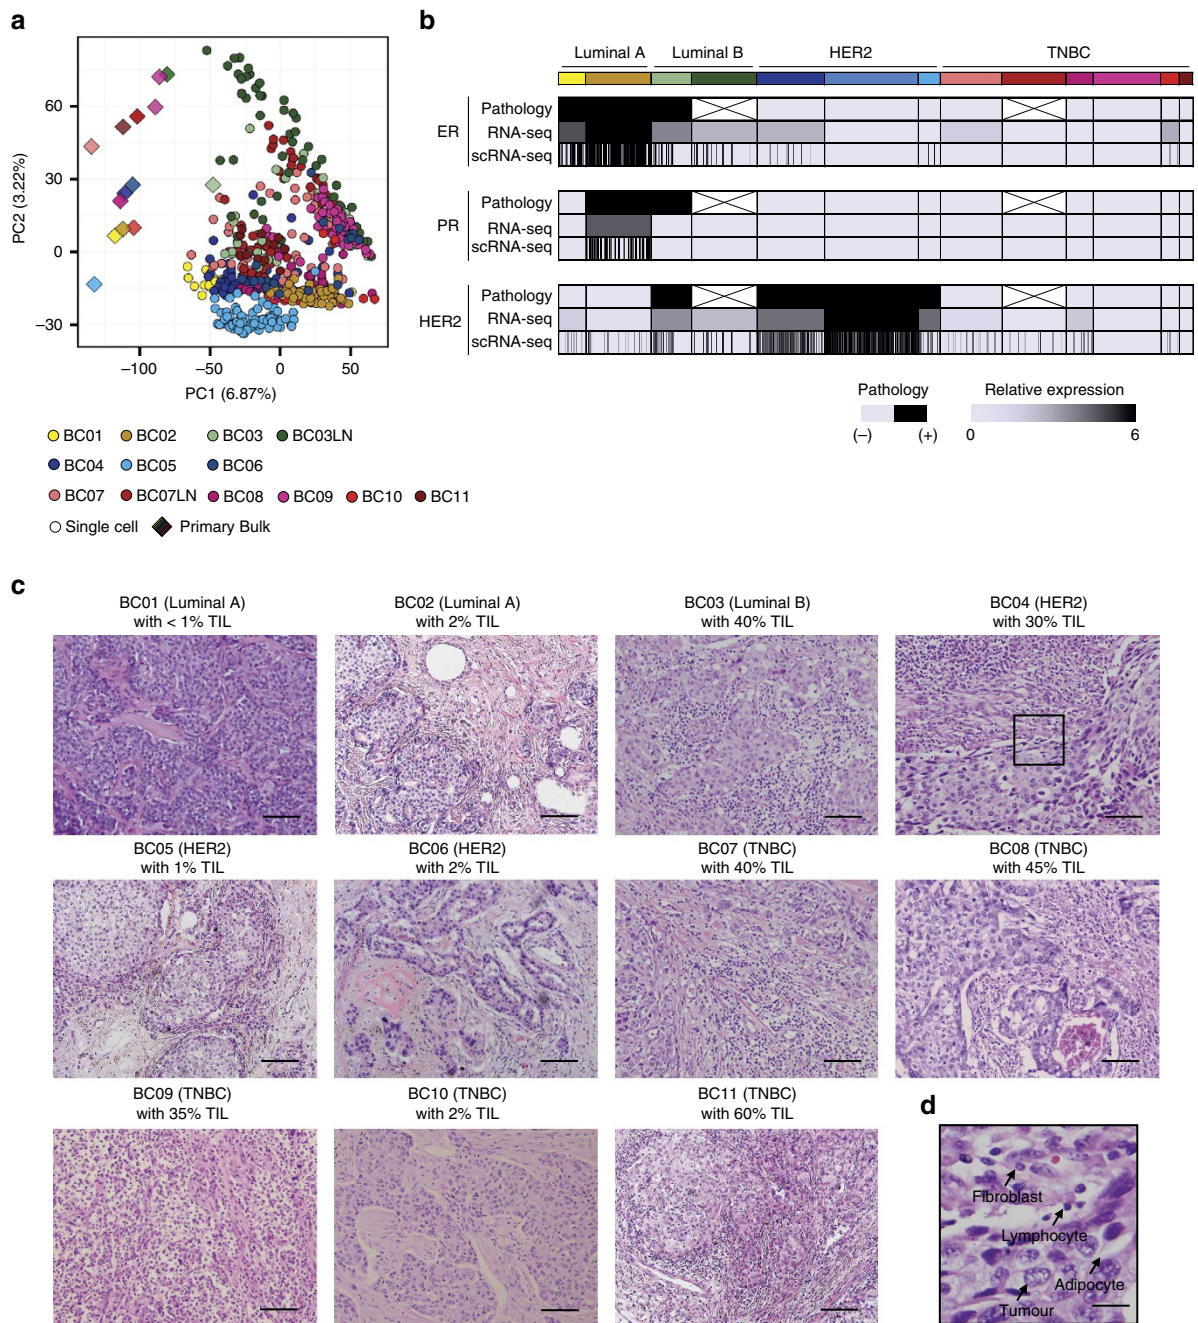 a
60
30
0
−30
PC2 (3.22%)
−100 −50 0 50
PC1 (6.87%)
BC01 BC02 BC03 BC03LN
BC04 BC05 BC06
BC07 BC07LN BC08 BC09 BC10 BC11
Single cell Primary Bulk
b
Luminal A Luminal B HER2 TNBC
ER
Pathology
RNA-seq
scRNA-seq
PR
Pathology
RNA-seq
scRNA-seq
HER2
Pathology
RNA-seq
scRNA-seq
Pathology
(−) (+)
Relative expression
0 6
c
BC01 (Luminal A)
with < 1% TIL
BC02 (Luminal A)
with 2% TIL
BC03 (Luminal B)
with 40% TIL
BC04 (HER2)
with 30% TIL
BC05 (HER2)
with 1% TIL
BC06 (HER2)
with 2% TIL
BC07 (TNBC)
with 40% TIL
BC08 (TNBC)
with 45% TIL
BC09 (TNBC)
with 35% TIL
BC10 (TNBC)
with 2% TIL
BC11 (TNBC)
with 60% TIL
d
Fibroblast
Lymphocyte
Adipocyte
Tumour